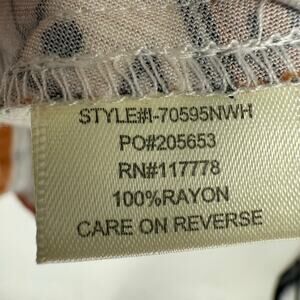 STYLE#I-70595NWH
PO#205653
RN#117778
100%RAYON
CARE ON REVERSE